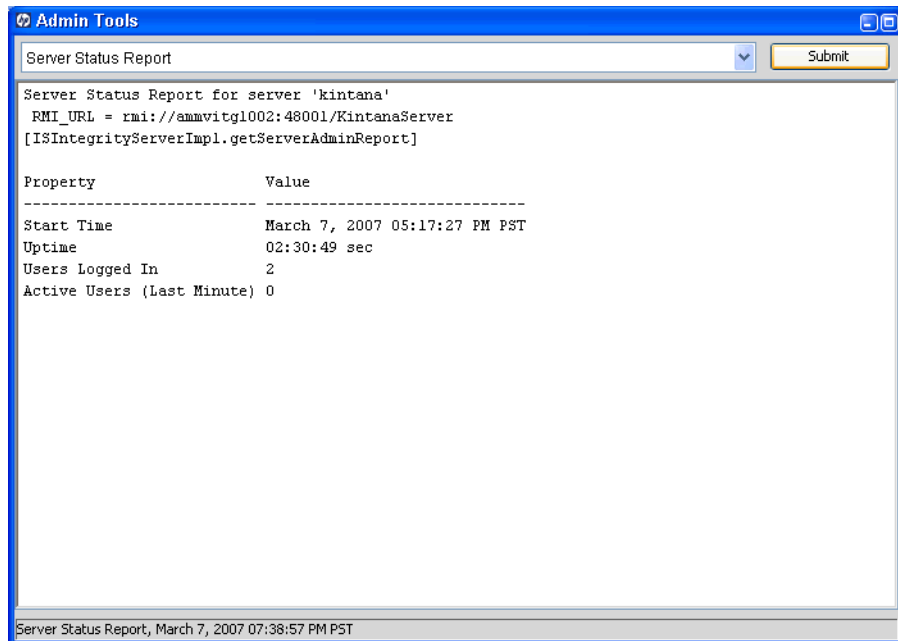 Admin Tools
Server Status Report
Submit
Server Status Report for server 'kintana'
RMI_URL = rmi://ammvitg1002:48001/KintanaServer
[ISIntegrityServerImpl.getServerAdminReport]
Property Value
-------------------------- -----------------------------
Start Time March 7, 2007 05:17:27 PM PST
Uptime 02:30:49 sec
Users Logged In 2
Active Users (Last Minute) 0
Server Status Report, March 7, 2007 07:38:57 PM PST